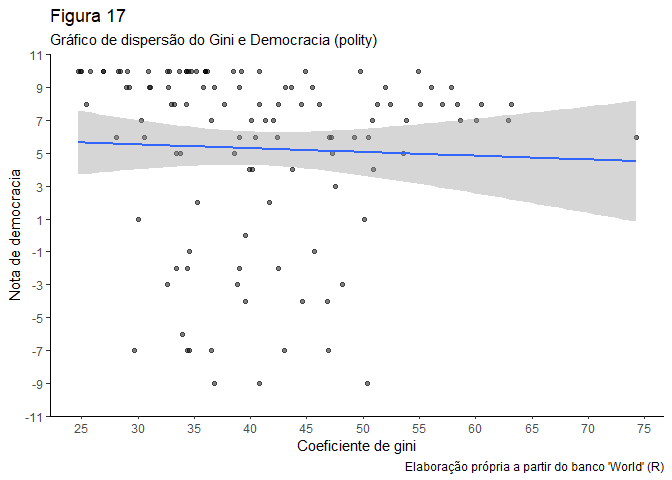 Figura 17
Gráfico de dispersão do Gini e Democracia (polity)
11
9
7
5
3
1
-1
-3
-5
-7
-9
-11
Nota de democracia
25 30 35 40 45 50 55 60 65 70 75
Coeficiente de gini
Elaboração própria a partir do banco 'World' (R)